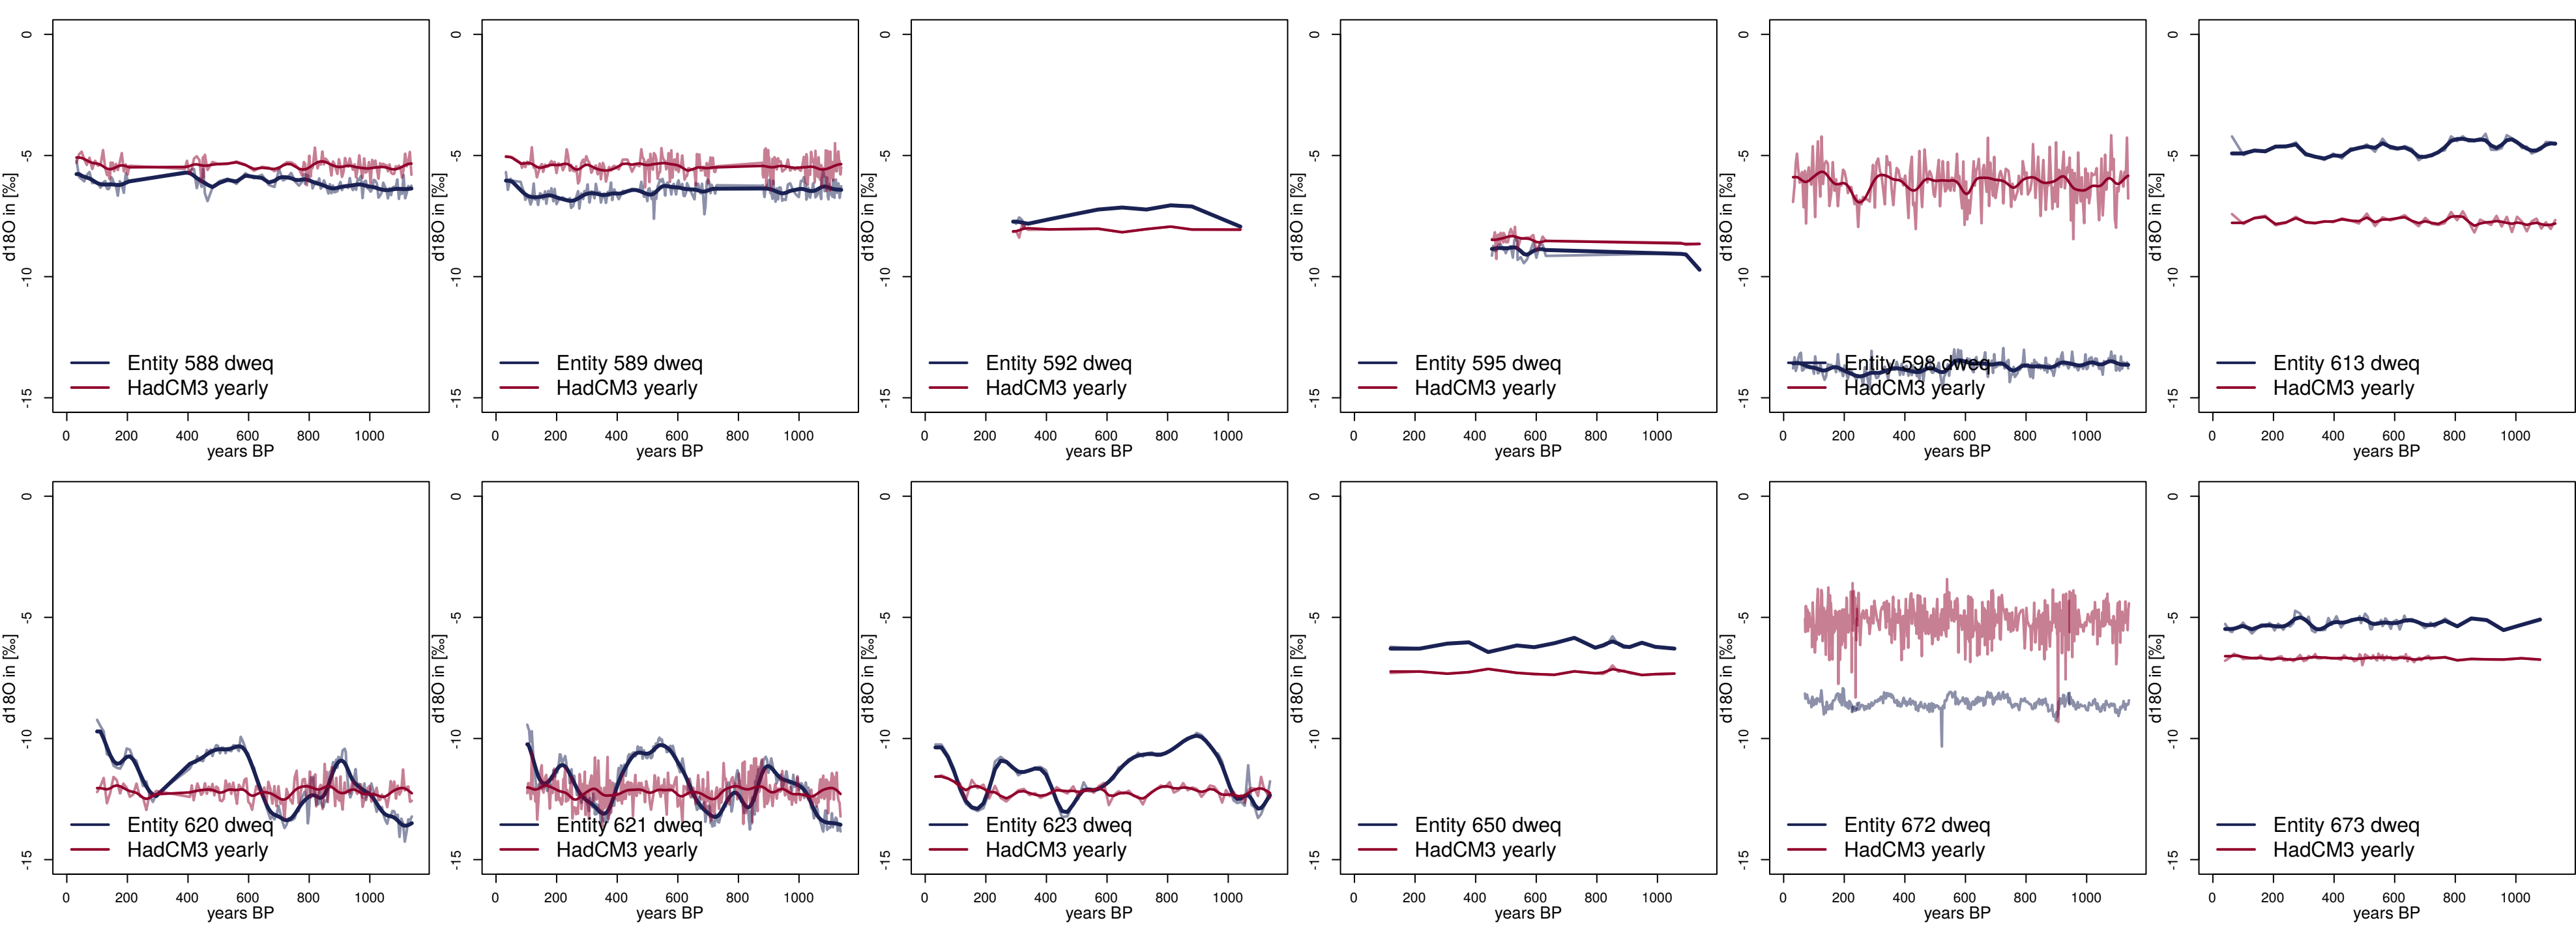 0
-5
-10
-15
d18O in [‰]
Entity 588 dweq
HadCM3 yearly
0 200 400 600 800 1000
years BP
0
-5
-10
-15
d18O in [‰]
Entity 589 dweq
HadCM3 yearly
0 200 400 600 800 1000
years BP
0
-5
-10
-15
Entity 592 dweq
HadCM3 yearly
0 200 400 600 800 1000
years BP
d18O in [‰]
0
-5
-10
-15
d18O in [‰]
Entity 595 dweq
HadCM3 yearly
0 200 400 600 800 1000
years BP
0
-5
-10
-15
d18O in [‰]
Entity 598 dweq
HadCM3 yearly
0 200 400 600 800 1000
years BP
0
-5
-10
-15
d18O in [‰]
Entity 613 dweq
HadCM3 yearly
0 200 400 600 800 1000
years BP
0
-5
-10
-15
d18O in [‰]
Entity 620 dweq
HadCM3 yearly
0 200 400 600 800 1000
years BP
0
-5
-10
-15
d18O in [‰]
Entity 621 dweq
HadCM3 yearly
0 200 400 600 800 1000
years BP
0
-5
-10
-15
d18O in [‰]
Entity 623 dweq
HadCM3 yearly
0 200 400 600 800 1000
years BP
0
-5
-10
-15
d18O in [‰]
Entity 650 dweq
HadCM3 yearly
0 200 400 600 800 1000
years BP
0
-5
-10
-15
d18O in [‰]
Entity 672 dweq
HadCM3 yearly
0 200 400 600 800 1000
years BP
0
-5
-10
-15
d18O in [‰]
Entity 673 dweq
HadCM3 yearly
0 200 400 600 800 1000
years BP